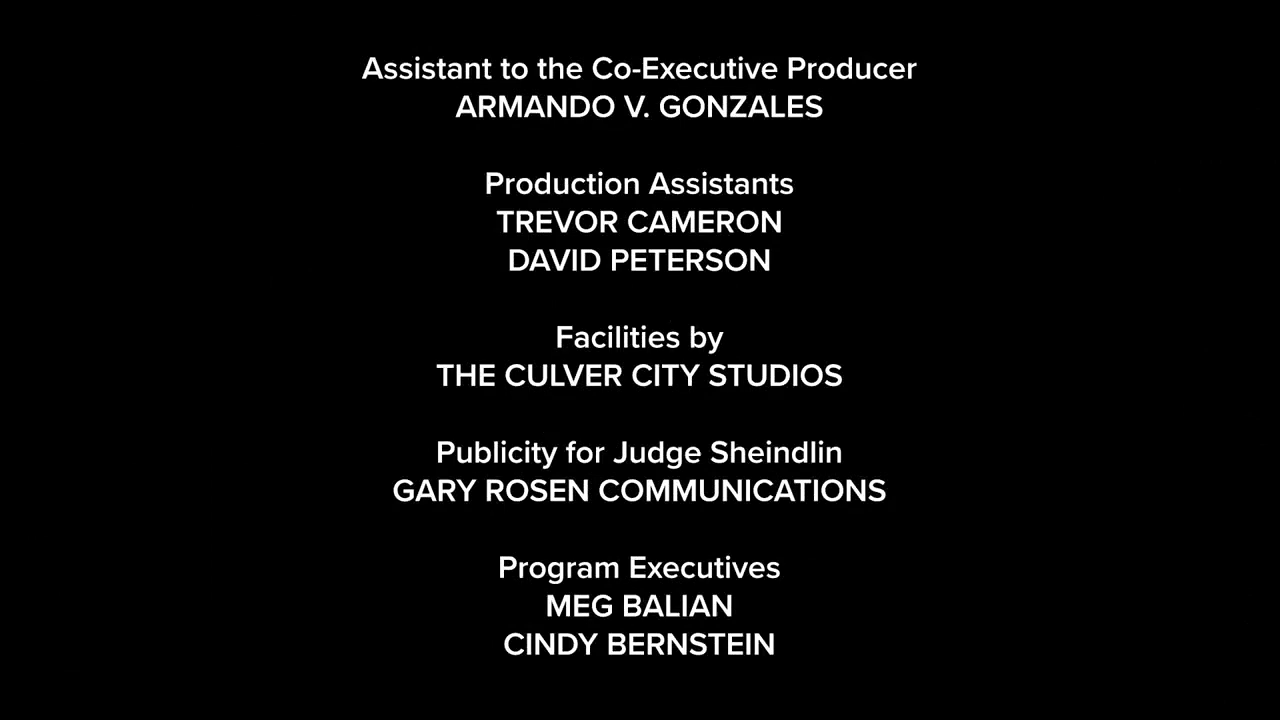 Assistant to the Co-Executive Producer
ARMANDO V. GONZALES
Production Assistants
TREVOR CAMERON
DAVID PETERSON
Facilities by
THE CULVER CITY STUDIOS
Publicity for Judge Sheindlin
GARY ROSEN COMMUNICATIONS
Program Executives
MEG BALIAN
CINDY BERNSTEIN